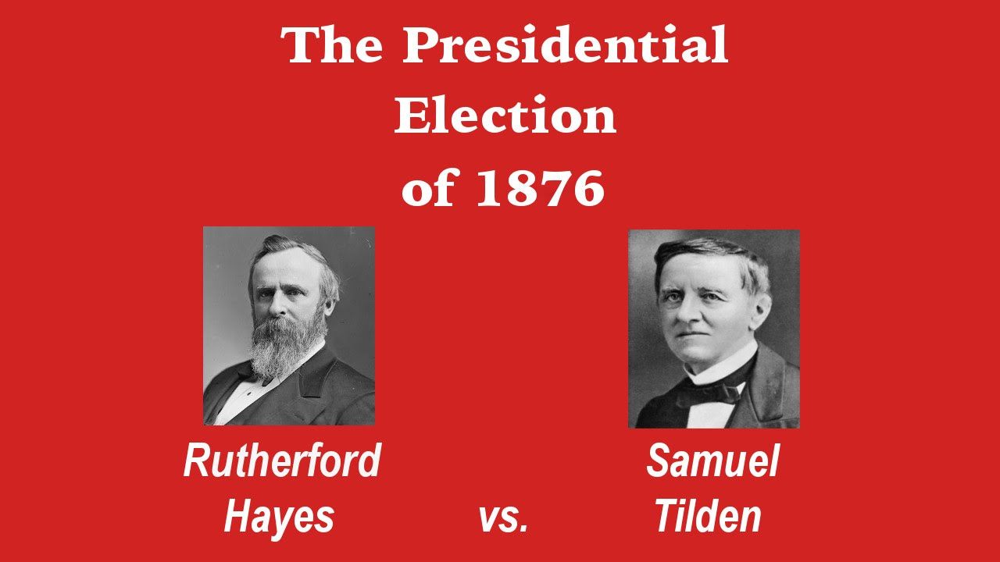 The Presidential
Election
of 1876
Rutherford
Hayes
vs.
Samuel
Tilden